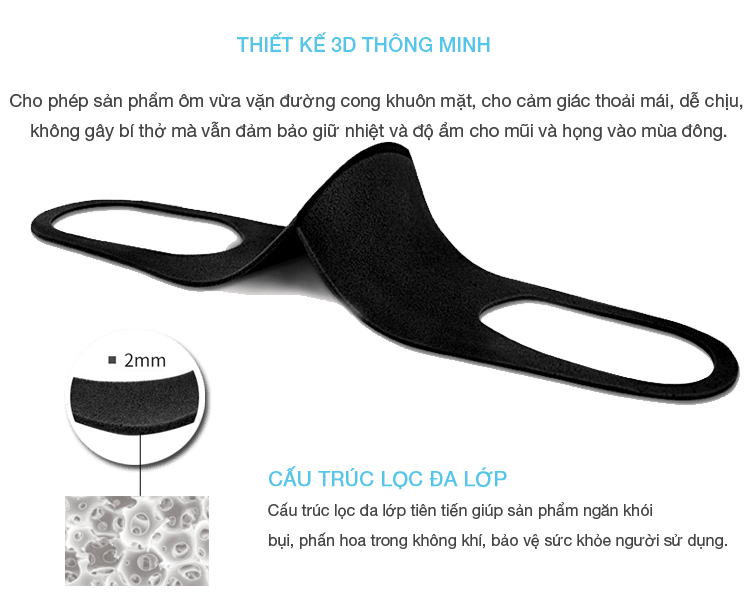 THIẾT KẾ 3D THÔNG MINH
Cho phép sản phẩm ôm vừa vặn đường cong khuôn mặt, cho cảm giác thoải mái, dễ chịu,
không gây bí thở mà vẫn đảm bảo giữ nhiệt và độ ẩm cho mũi và họng vào mùa đông.
2mm
CẤU TRÚC LỌC ĐA LỚP
Cấu trúc lọc đa lớp tiên tiến giúp sản phẩm ngăn khói
bụi, phấn hoa trong không khí, bảo vệ sức khỏe người sử dụng.